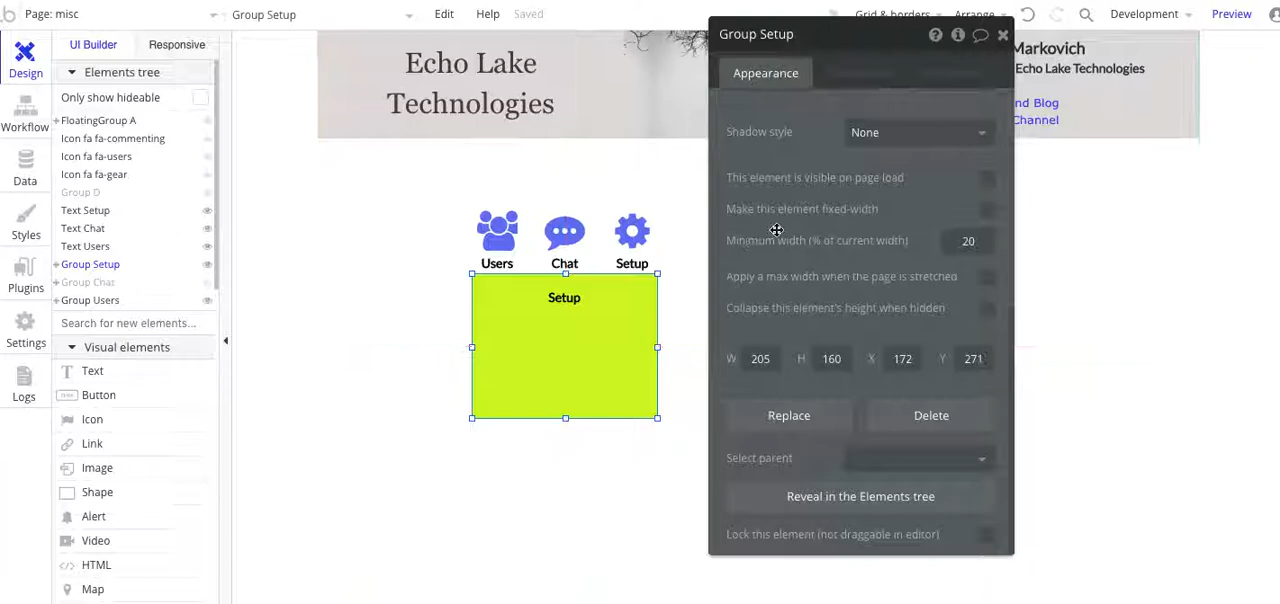 .b Page: misc Group Setup Edit Help Saved Grid & borders Arrange Development Preview
Design
Workflow
Data
Styles
Plugins
Settings
Logs
UI Builder Responsive
Elements tree
Only show hideable
FloatingGroup A
Icon fa fa-commenting
Icon fa fa-users
Icon fa fa-gear
Group D
Text Setup
Text Chat
Text Users
Group Setup
Group Chat
Group Users
Search for new elements...
Visual elements
Text
Button
Icon
Link
Image
Shape
Alert
Video
HTML
Map
Echo Lake
Technologies
Markovich
Echo Lake Technologies
nd Blog
Channel
Users Chat Setup
Setup
Group Setup
Appearance
Shadow style None
This element is visible on page load
Make this element fixed-width
Minimum width (% of current width) 20
Apply a max width when the page is stretched
Collapse this element's height when hidden
W 205 H 160 X 172 Y 271
Replace Delete
Select parent
Reveal in the Elements tree
Lock this element (not draggable in editor)